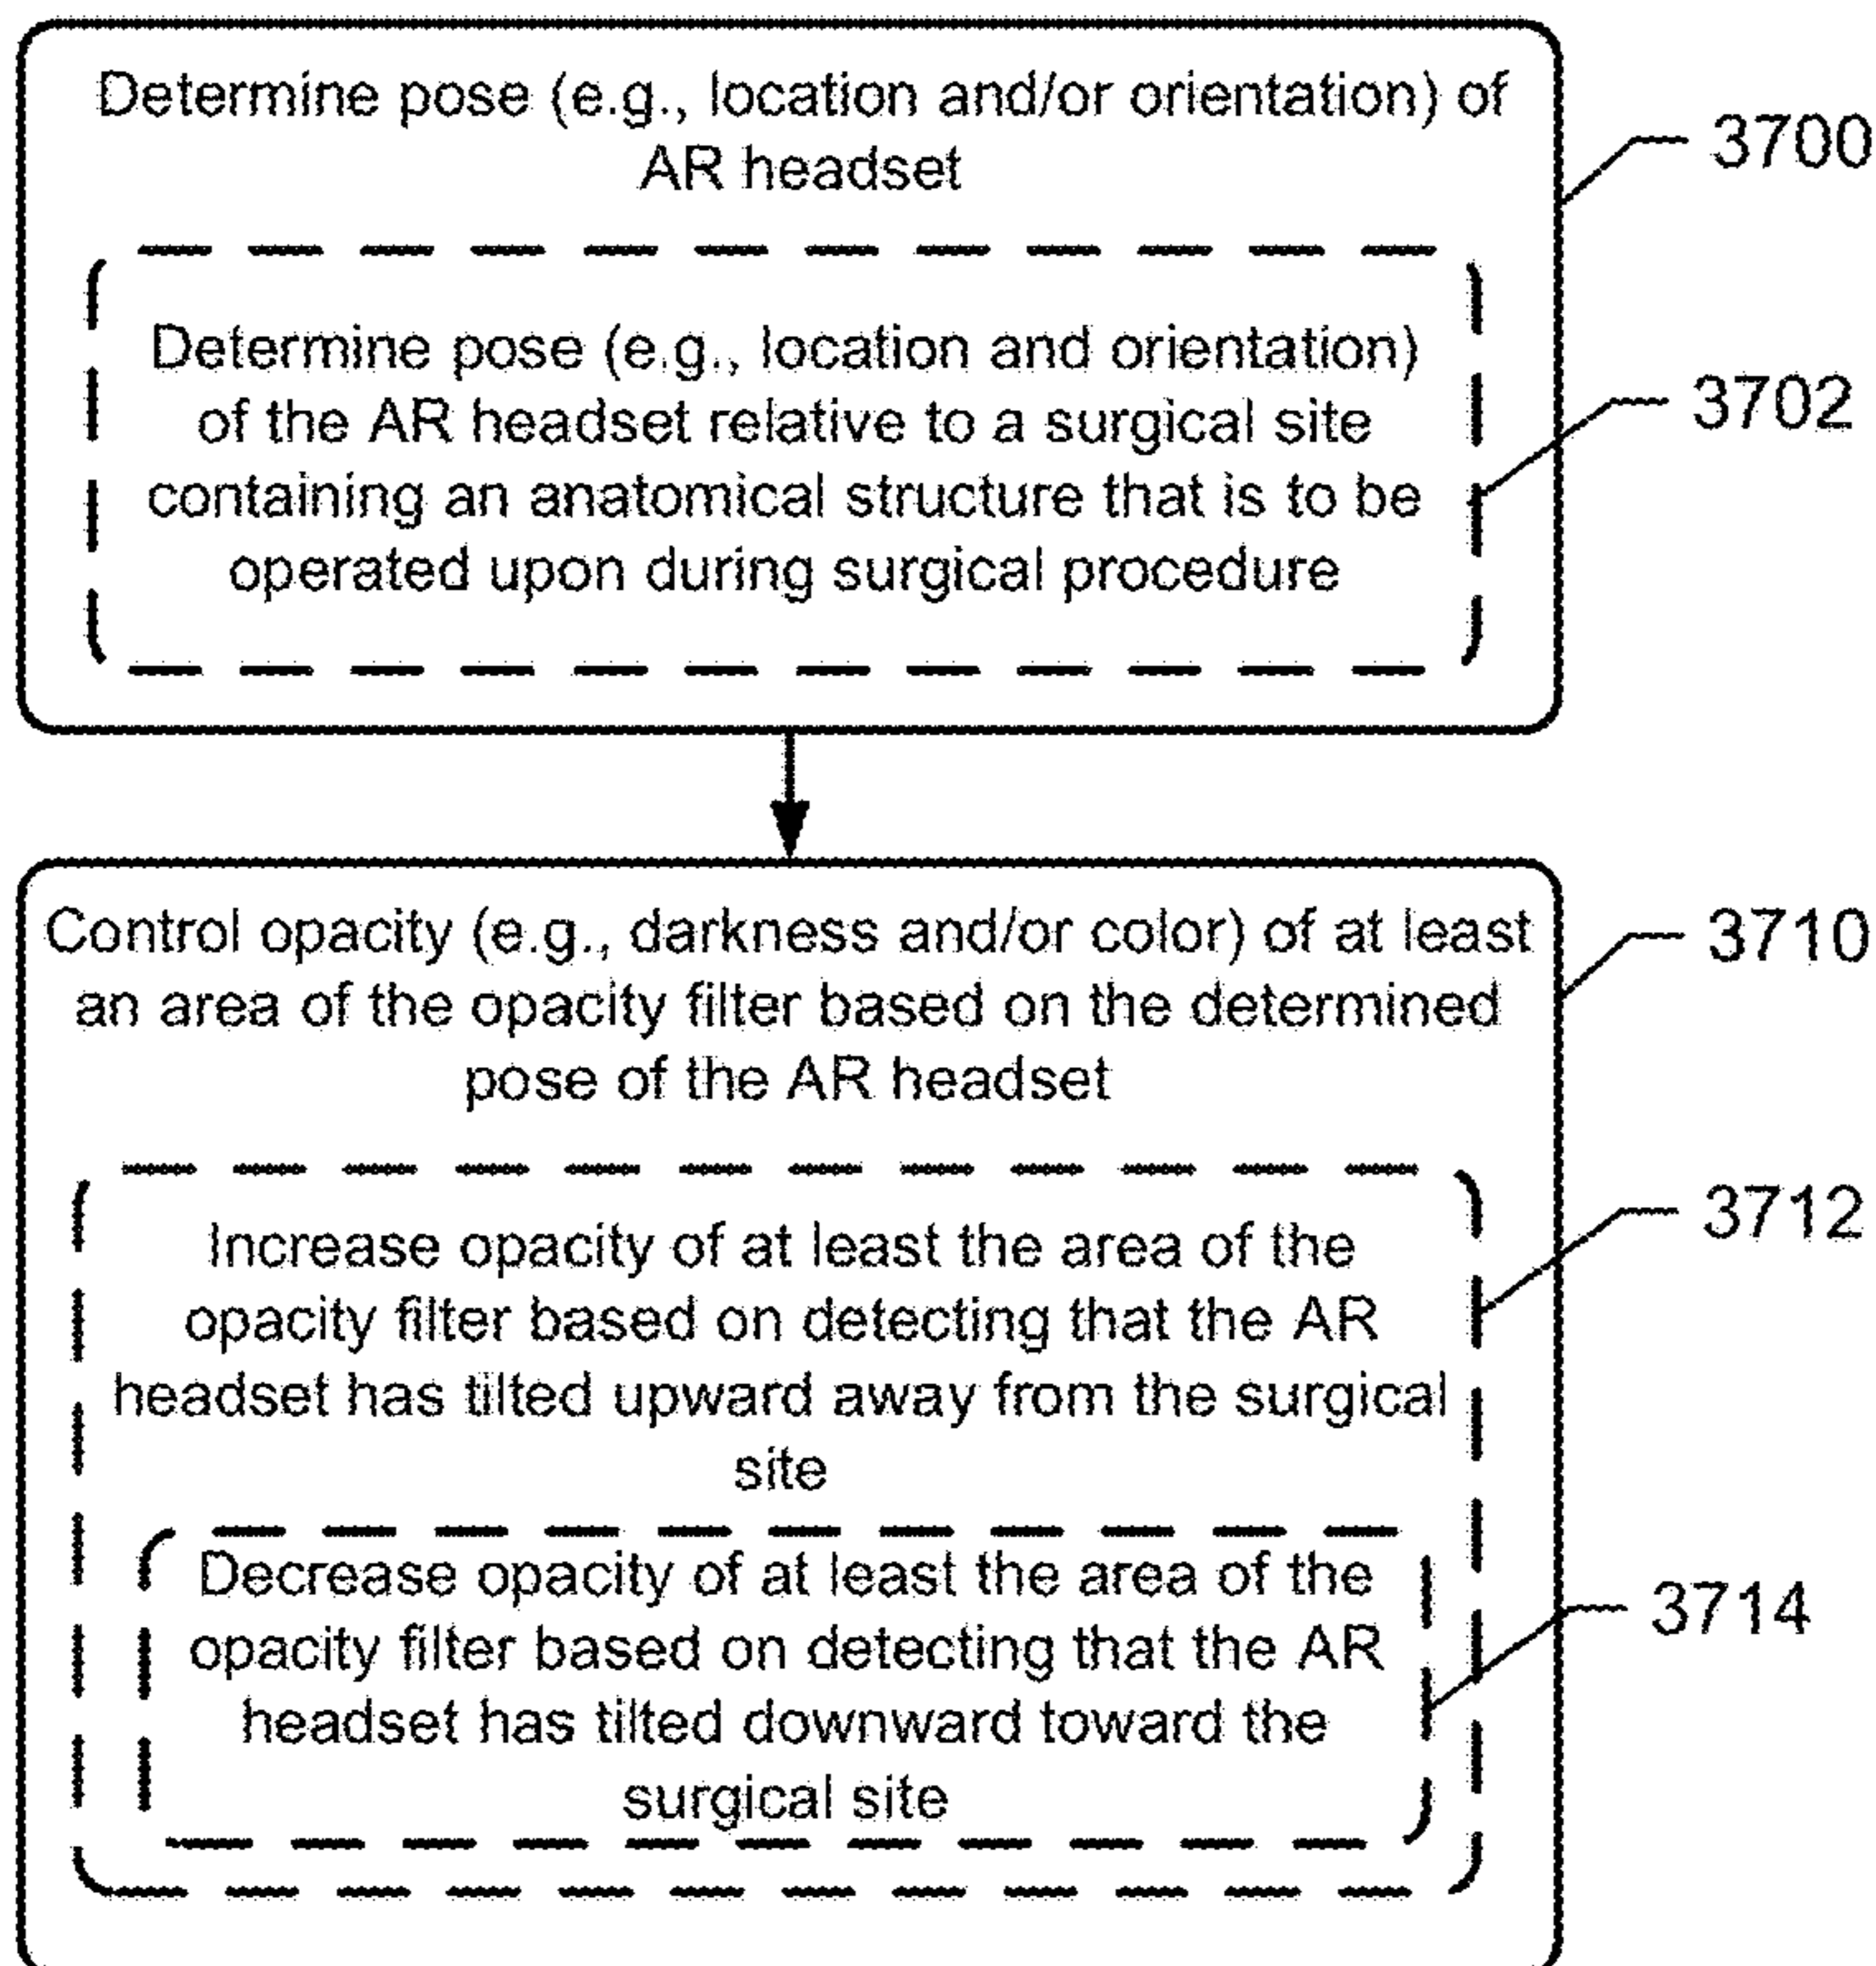 Determine pose (e.g., location and/or orientation) of
AR headset
3700
Determine pose (e.g., location and orientation)
of the AR headset relative to a surgical site
containing an anatomical structure that is to be
operated upon during surgical procedure
3702
Control opacity (e.g., darkness and/or color) of at least
an area of the opacity filter based on the determined
pose of the AR headset
3710
Increase opacity of at least the area of the
opacity filter based on detecting that the AR
headset has tilted upward away from the surgical
site
3712
Decrease opacity of at least the area of the
opacity filter based on detecting that the AR
headset has tilted downward toward the
surgical site
3714